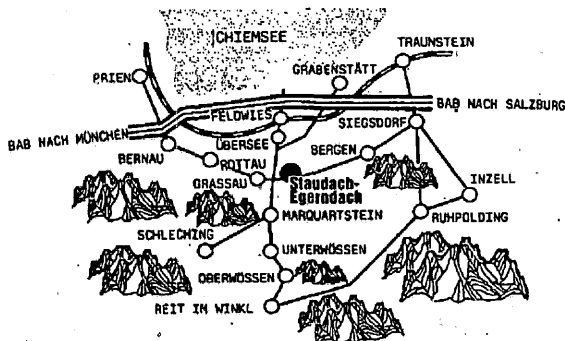 CHIEMSEE
TRAUNSTEIN
PRIEN
GRABENSTÄTT
BAB NACH SALZBURG
FELDWIES
SIEGSDORF
BAB NACH MÜNCHEN
ÜBERSEE
BERNAU
BERGEN
ROTTAU
GRASSAU
Staudach-
Egerndach
INZELL
MARQUARTSTEIN
RUHPOLDING
SCHLECHING
UNTERWÖSSEN
OBERWÖSSEN
REIT IM WINKL